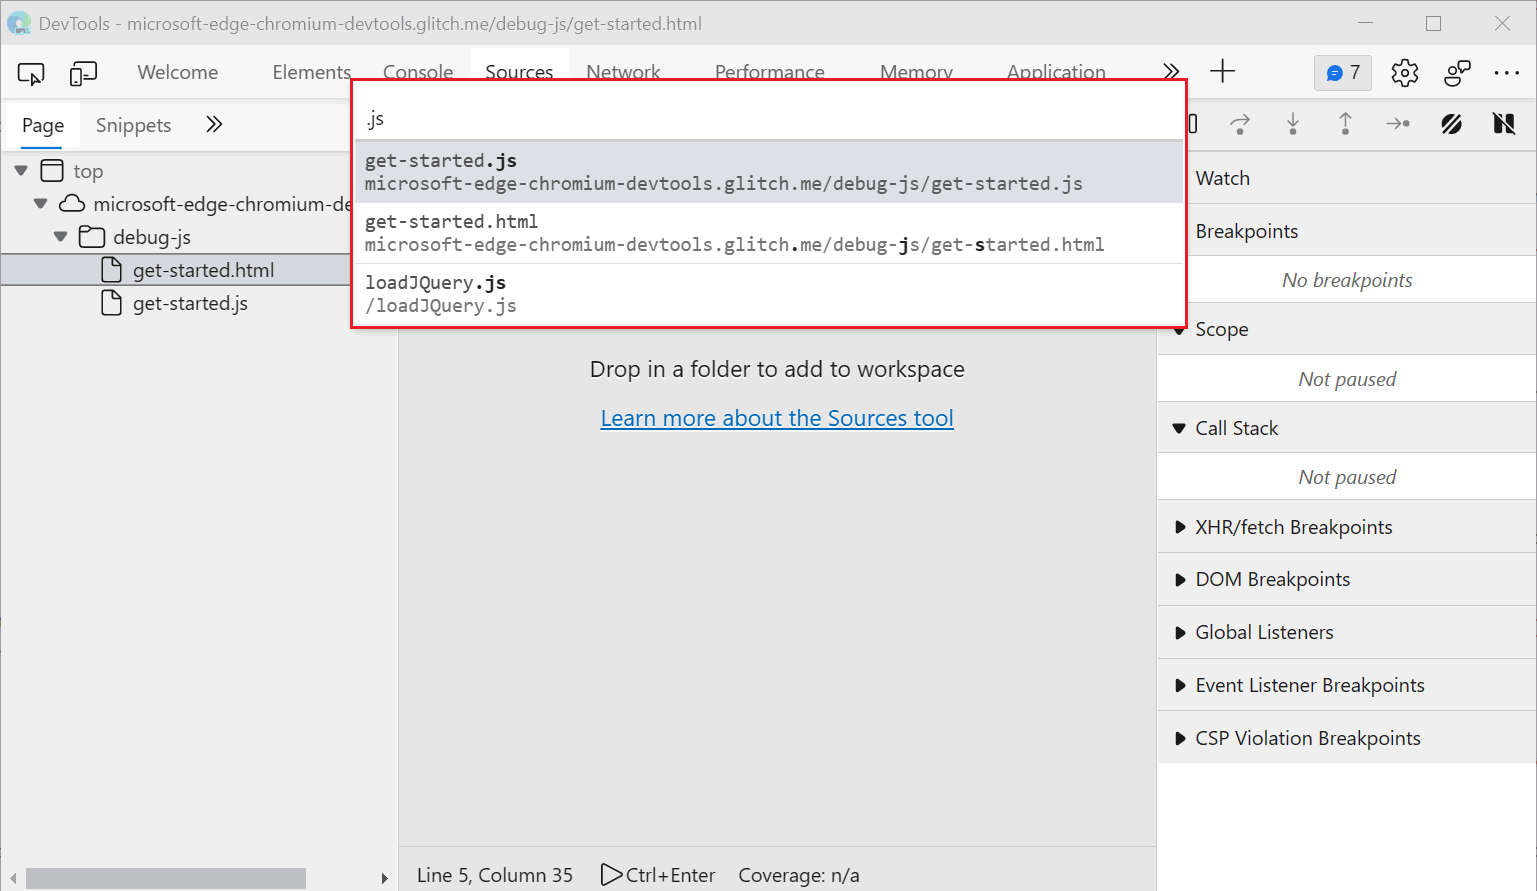 DevTools - microsoft-edge-chromium-devtools.glitch.me/debug-js/get-started.html
Welcome Elements Console Sources Network Performance Memory Application 7
Page Snippets
top
microsoft-edge-chromium-de
debug-js
get-started.html
get-started.js
.js
get-started.js
microsoft-edge-chromium-devtools.glitch.me/debug-js/get-started.js
get-started.html
microsoft-edge-chromium-devtools.glitch.me/debug-js/get-started.html
loadJQuery.js
/loadJQuery.js
Drop in a folder to add to workspace
Learn more about the Sources tool
Line 5, Column 35 Ctrl+Enter Coverage: n/a
Watch
Breakpoints
No breakpoints
Scope
Not paused
Call Stack
Not paused
XHR/fetch Breakpoints
DOM Breakpoints
Global Listeners
Event Listener Breakpoints
CSP Violation Breakpoints